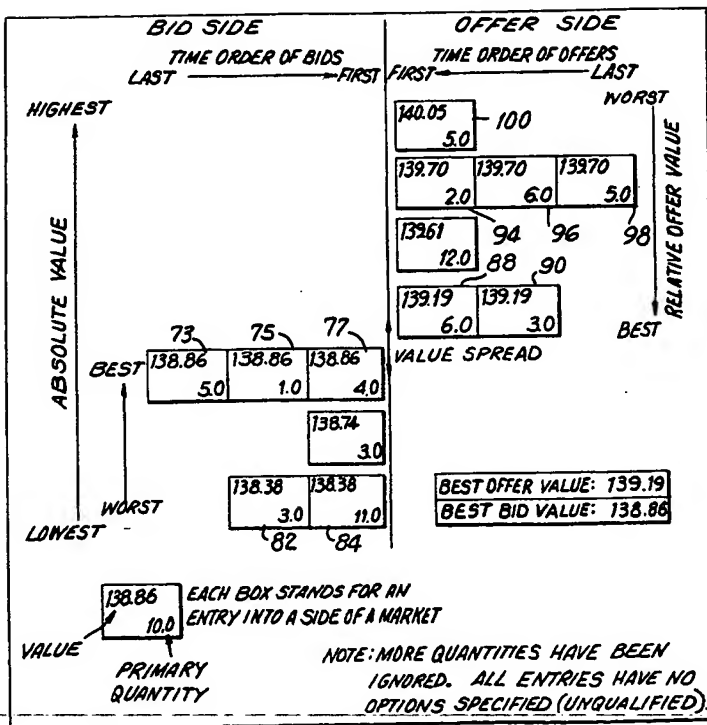 BID SIDE
OFFER SIDE
TIME ORDER OF BIDS
TIME ORDER OF OFFERS
LAST
FIRST
FIRST
LAST
HIGHEST
WORST
140.05
5.0
100
139.70
139.70
139.70
2.0
6.0
5.0
94
96
98
139.61
12.0
88
90
139.19
139.19
6.0
3.0
RELATIVE OFFER VALUE
BEST
VALUE SPREAD
ABSOLUTE VALUE
73
75
77
BEST
138.86
138.86
138.86
5.0
1.0
4.0
138.74
3.0
138.38
138.38
3.0
11.0
WORST
LOWEST
82
84
BEST OFFER VALUE: 139.19
BEST BID VALUE: 138.86
138.86
10.0
EACH BOX STANDS FOR AN
ENTRY INTO A SIDE OF A MARKET
VALUE
PRIMARY
QUANTITY
NOTE: MORE QUANTITIES HAVE BEEN
IGNORED. ALL ENTRIES HAVE NO
OPTIONS SPECIFIED (UNQUALIFIED).